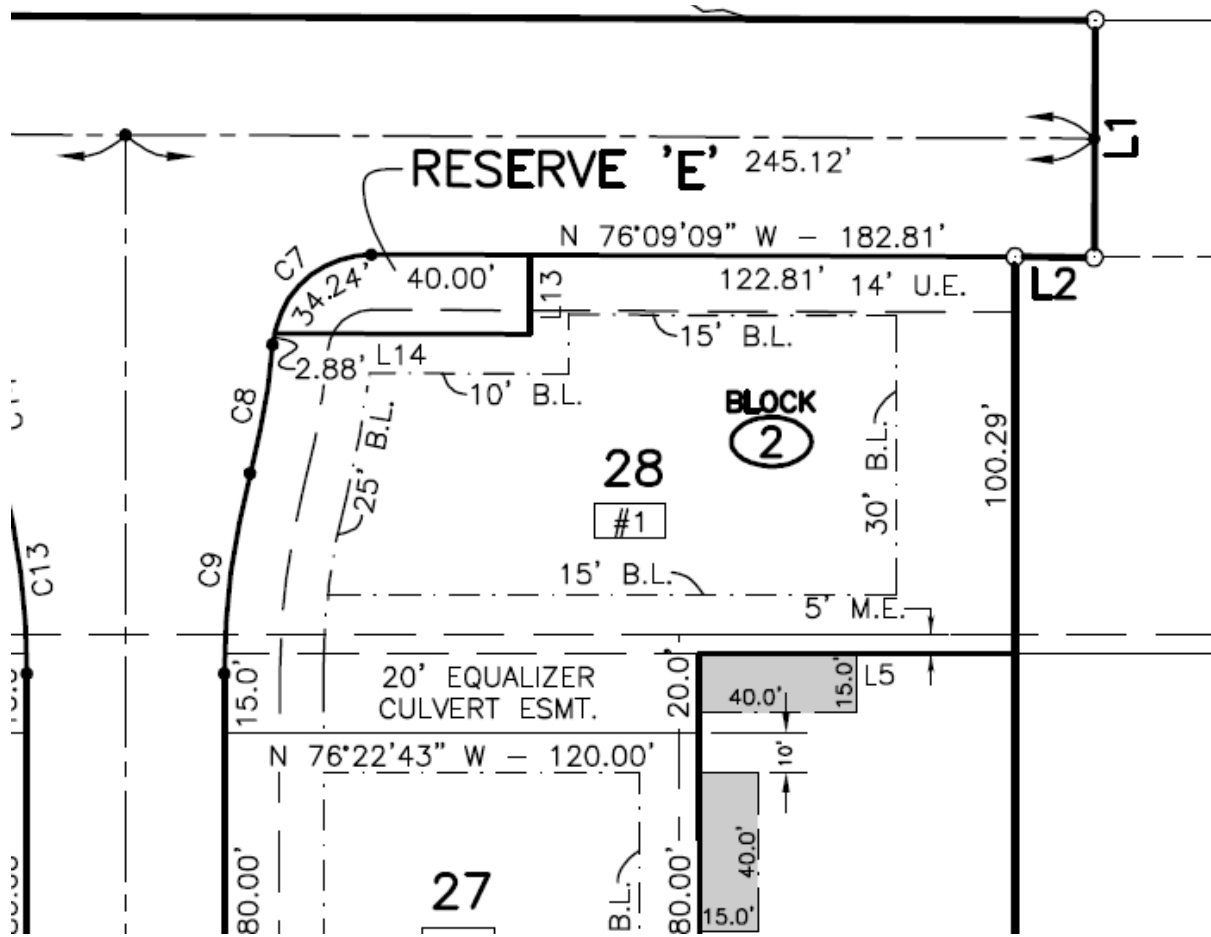 L1
RESERVE 'E'
245.12'
N 76°09'09" W – 182.81'
C7
34.24'
40.00'
L13
122.81'
14' U.E.
L2
15' B.L.
2.88'
L14
10' B.L.
C8
25' B.L.
BLOCK
2
30' B.L.
100.29'
28
#1
C9
C13
15' B.L.
5' M.E.
15.0'
20' EQUALIZER
CULVERT ESMT.
20.0'
40.0'
15.0'
L5
N 76°22'43" W – 120.00'
10'
40.0'
80.00'
27
B.L.
80.00'
15.0'